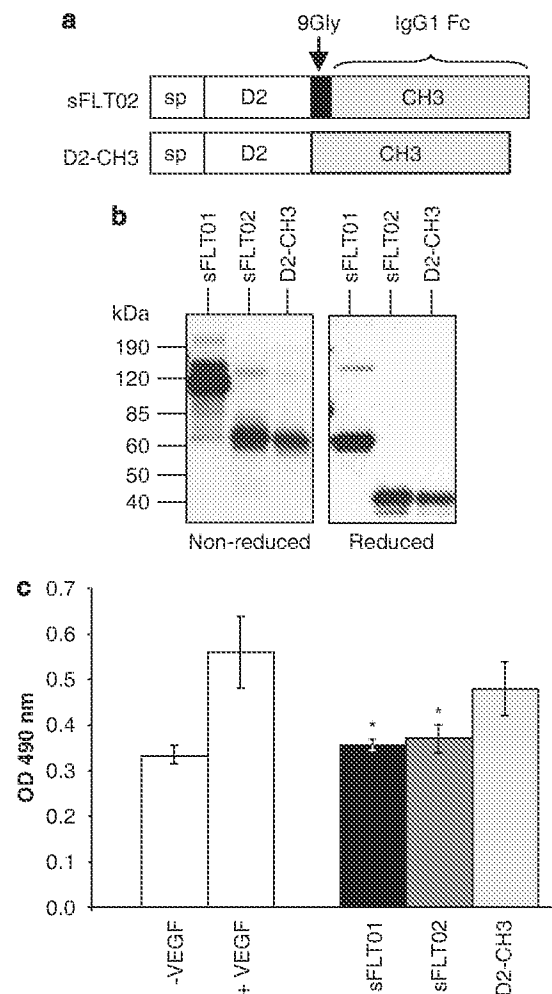 a
9Gly IgG1 Fc
sFLT02 sp D2 CH3
D2-CH3 sp D2 CH3
b
sFLT01 sFLT02 D2-CH3 sFLT01 sFLT02 D2-CH3
kDa
190
120
85
60
50
40
Non-reduced Reduced
c
OD 490 nm
0.7
0.6
0.5
0.4
0.3
0.2
0.1
0.0
* *
-VEGF + VEGF sFLT01 sFLT02 D2-CH3